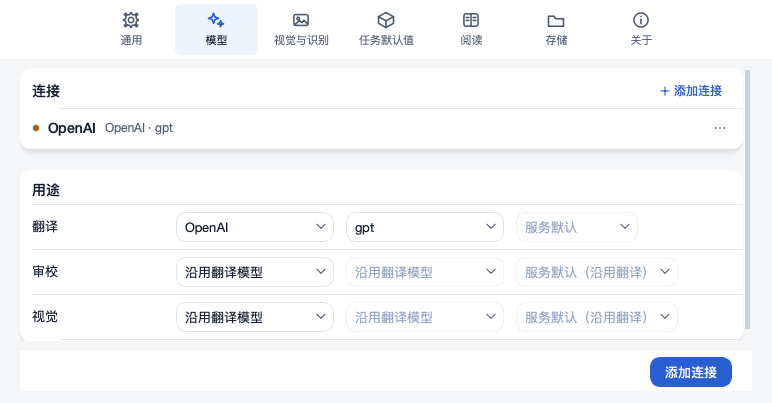 通用 模型 视觉与识别 任务默认值 阅读 存储 关于
连接 + 添加连接
OpenAI OpenAI · gpt ···
用途
翻译 OpenAI gpt 服务默认
审校 沿用翻译模型 沿用翻译模型 服务默认（沿用翻译）
视觉 沿用翻译模型 沿用翻译模型 服务默认（沿用翻译）
添加连接